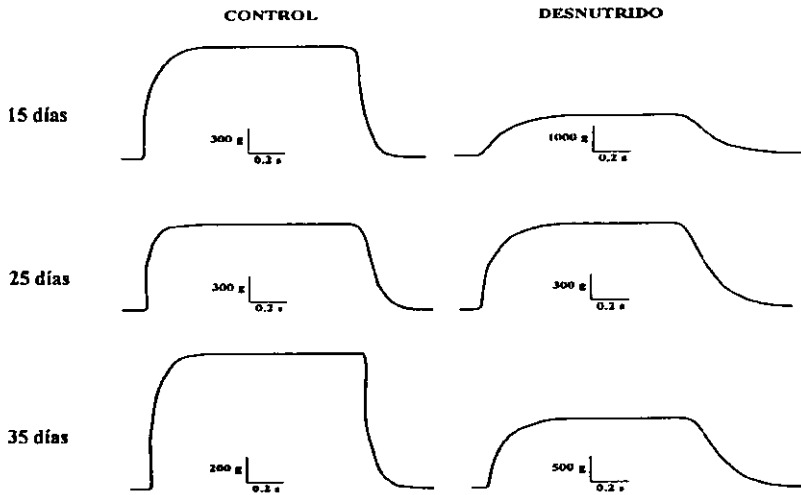 CONTROL DESNUTRIDO
15 días
300 g
0.2 s
1000 g
0.2 s
25 días
300 g
0.2 s
300 g
0.2 s
35 días
200 g
0.2 s
500 g
0.2 s